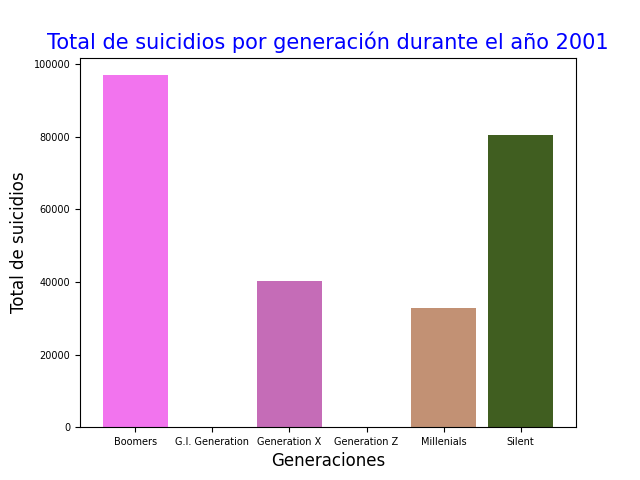 Total de suicidios por generación durante el año 2001
100000
80000
60000
40000
20000
0
Total de suicidios
Boomers G.I. Generation Generation X Generation Z Millenials Silent
Generaciones